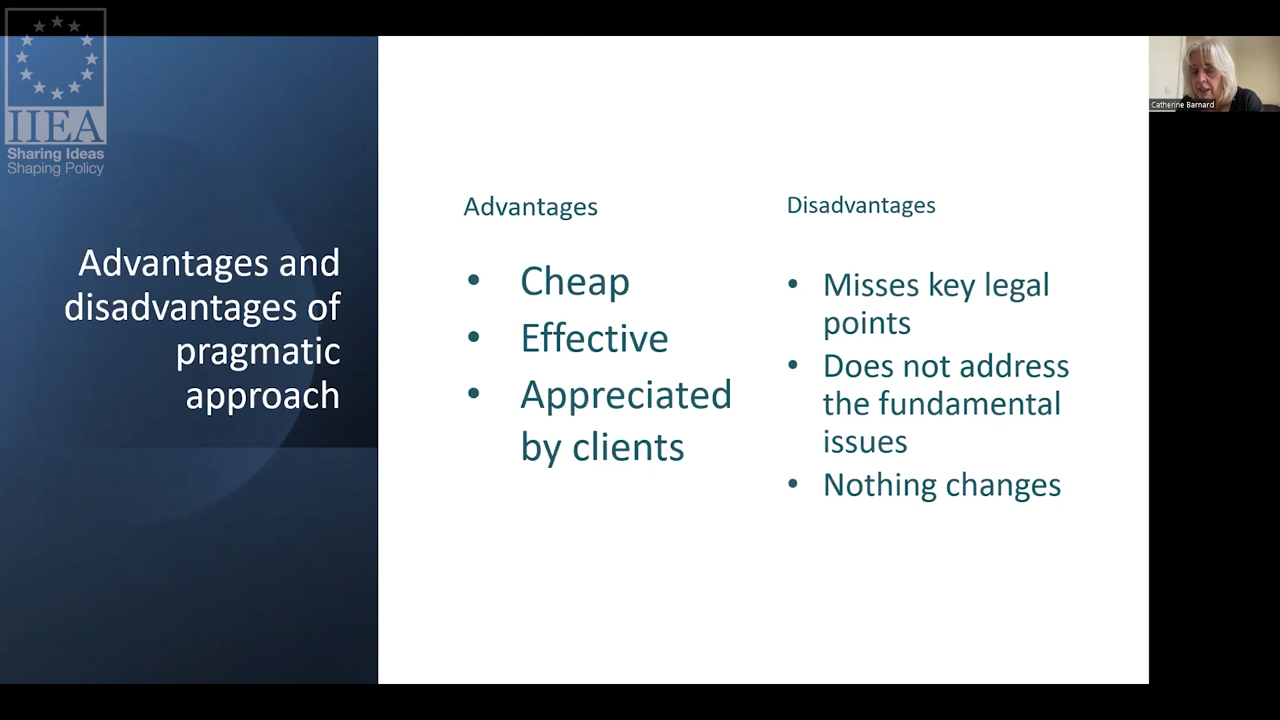 IIEA
Sharing Ideas
Shaping Policy
Advantages and
disadvantages of
pragmatic
approach
Advantages
• Cheap
• Effective
• Appreciated
by clients
Disadvantages
• Misses key legal
points
• Does not address
the fundamental
issues
• Nothing changes
Catherine Barnard